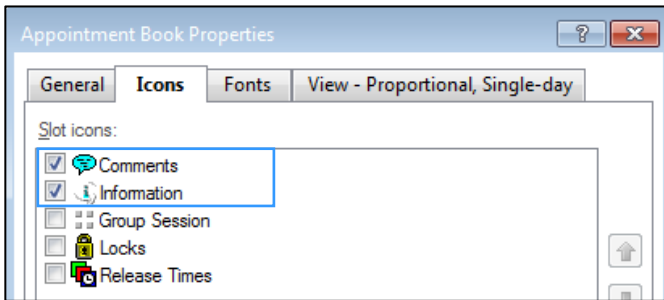 Appointment Book Properties
General Icons Fonts View - Proportional, Single-day
Slot icons:
Comments
Information
Group Session
Locks
Release Times